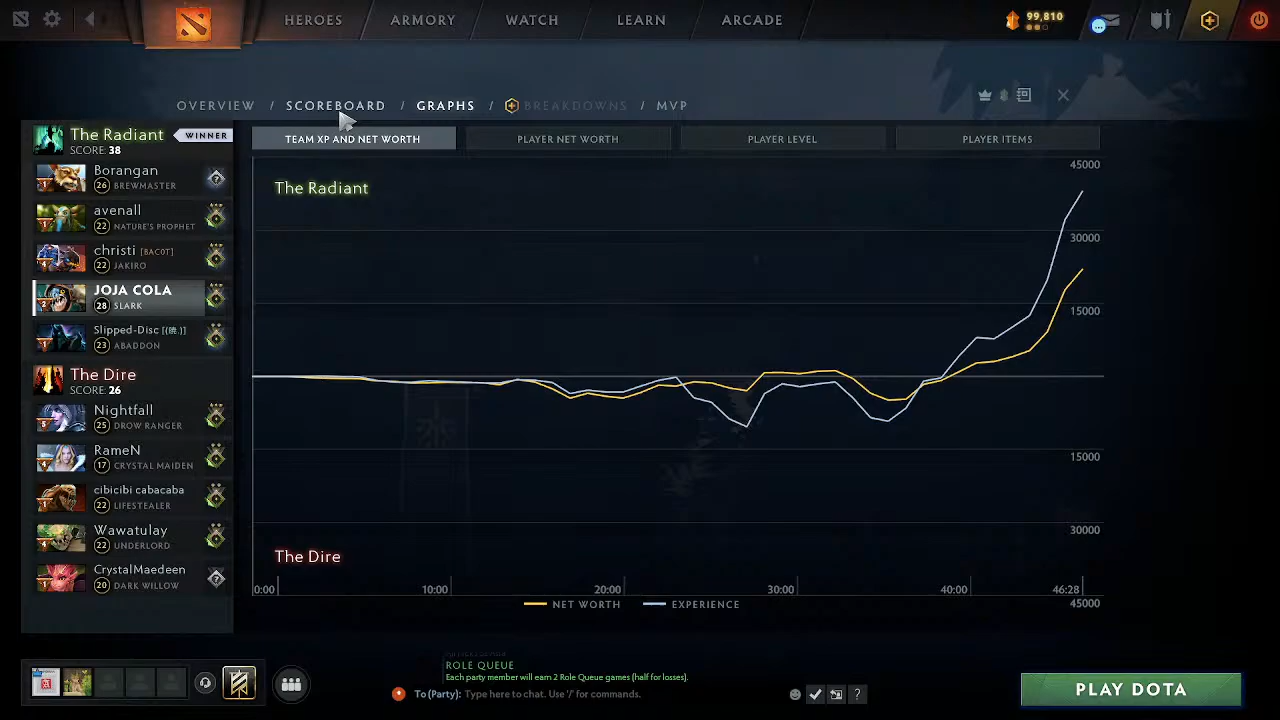 HEROES
ARMORY
WATCH
LEARN
ARCADE
99,810
OVERVIEW / SCOREBOARD / GRAPHS / BREAKDOWNS / MVP
The Radiant
WINNER
SCORE: 38
Borangan
26 BREWMASTER
avenall
22 NATURE'S PROPHET
christi [BACOT]
22 JAKIRO
JOJA COLA
28 SLARK
Slipped-Disc [(暁.)]
23 ABADDON
The Dire
SCORE: 26
Nightfall
25 DROW RANGER
RameN
17 CRYSTAL MAIDEN
cibicibi cabacaba
22 LIFESTEALER
Wawatulay
22 UNDERLORD
CrystalMaedeen
20 DARK WILLOW
TEAM XP AND NET WORTH
PLAYER NET WORTH
PLAYER LEVEL
PLAYER ITEMS
The Radiant
45000
30000
15000
15000
30000
45000
The Dire
0:00
10:00
20:00
30:00
40:00
46:28
NET WORTH
EXPERIENCE
ROLE QUEUE
Each party member will earn 2 Role Queue games (half for losses).
To (Party): Type here to chat. Use '/' for commands.
?
PLAY DOTA